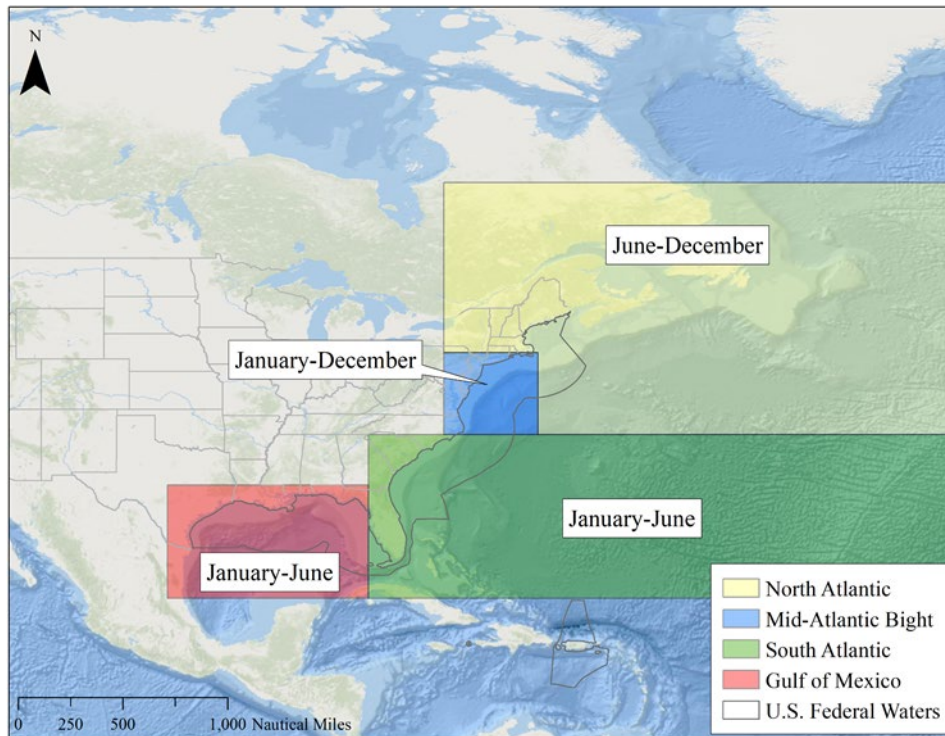 N
June-December
January-December
January-June
January-June
North Atlantic
Mid-Atlantic Bight
South Atlantic
Gulf of Mexico
U.S. Federal Waters
0 250 500 1,000 Nautical Miles